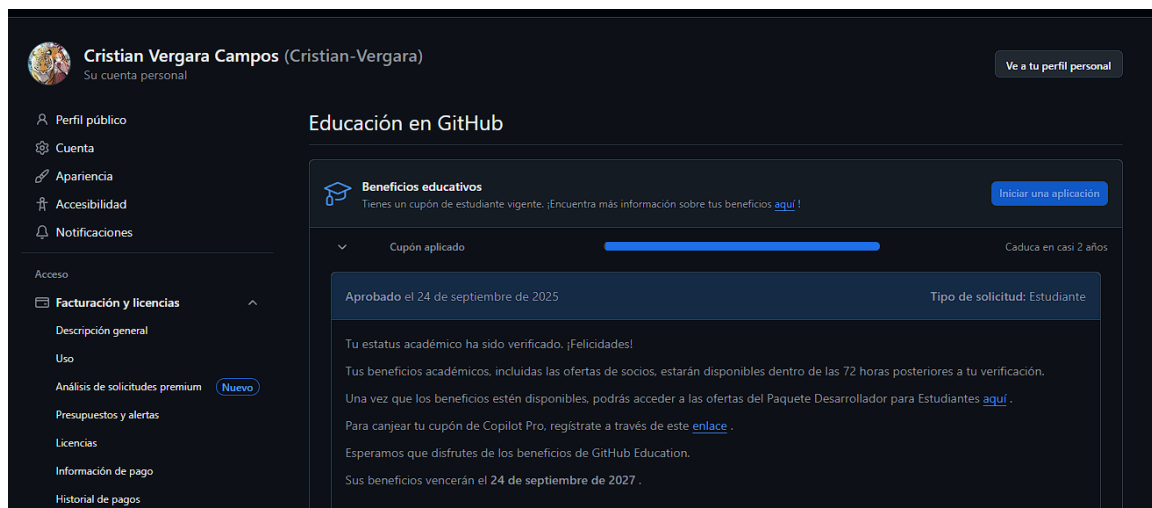 Cristian Vergara Campos (Cristian-Vergara)
Su cuenta personal
Ve a tu perfil personal
Perfil público
Cuenta
Apariencia
Accesibilidad
Notificaciones
Acceso
Facturación y licencias
Descripción general
Uso
Análisis de solicitudes premium Nuevo
Presupuestos y alertas
Licencias
Información de pago
Historial de pagos
Educación en GitHub
Beneficios educativos
Tienes un cupón de estudiante vigente. ¡Encuentra más información sobre tus beneficios aquí !
Iniciar una aplicación
Cupón aplicado
Caduca en casi 2 años
Aprobado el 24 de septiembre de 2025
Tipo de solicitud: Estudiante
Tu estatus académico ha sido verificado. ¡Felicidades!
Tus beneficios académicos, incluidas las ofertas de socios, estarán disponibles dentro de las 72 horas posteriores a tu verificación.
Una vez que los beneficios estén disponibles, podrás acceder a las ofertas del Paquete Desarrollador para Estudiantes aquí .
Para canjear tu cupón de Copilot Pro, regístrate a través de este enlace .
Esperamos que disfrutes de los beneficios de GitHub Education.
Sus beneficios vencerán el 24 de septiembre de 2027 .